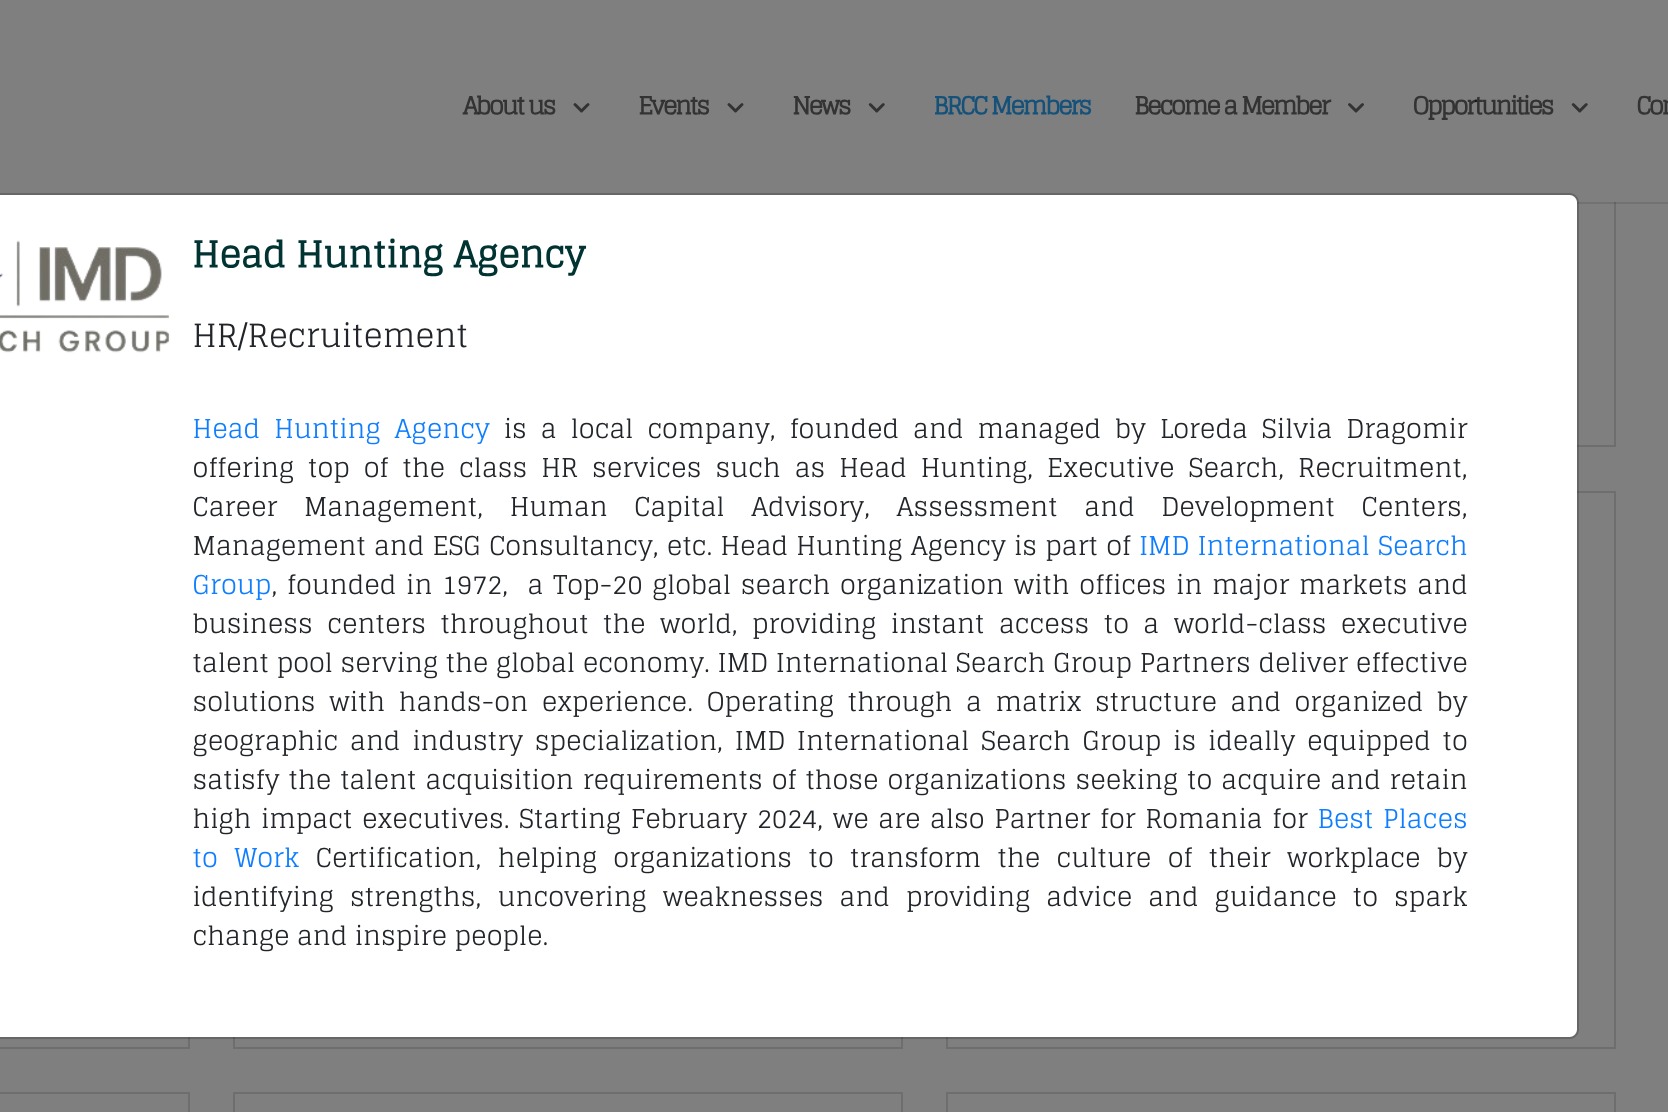 About us
Events
News
BRCC Members
Become a Member
Opportunities
IMD
CH GROUP
Head Hunting Agency
HR/Recruitement
Head Hunting Agency is a local company, founded and managed by Loreda Silvia Dragomir
offering top of the class HR services such as Head Hunting, Executive Search, Recruitment,
Career Management, Human Capital Advisory, Assessment and Development Centers,
Management and ESG Consultancy, etc. Head Hunting Agency is part of IMD International Search
Group, founded in 1972, a Top-20 global search organization with offices in major markets and
business centers throughout the world, providing instant access to a world-class executive
talent pool serving the global economy. IMD International Search Group Partners deliver effective
solutions with hands-on experience. Operating through a matrix structure and organized by
geographic and industry specialization, IMD International Search Group is ideally equipped to
satisfy the talent acquisition requirements of those organizations seeking to acquire and retain
high impact executives. Starting February 2024, we are also Partner for Romania for Best Places
to Work Certification, helping organizations to transform the culture of their workplace by
identifying strengths, uncovering weaknesses and providing advice and guidance to spark
change and inspire people.